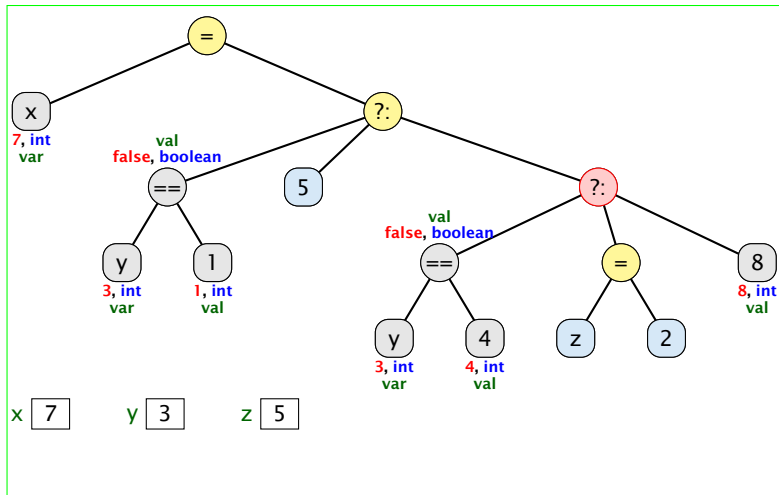 =
x
7, int
var
?:
val
false, boolean
==
5
?:
y
3, int
var
1
1, int
val
val
false, boolean
==
=
8
8, int
val
y
3, int
var
4
4, int
val
z
2
x 7
y 3
z 5